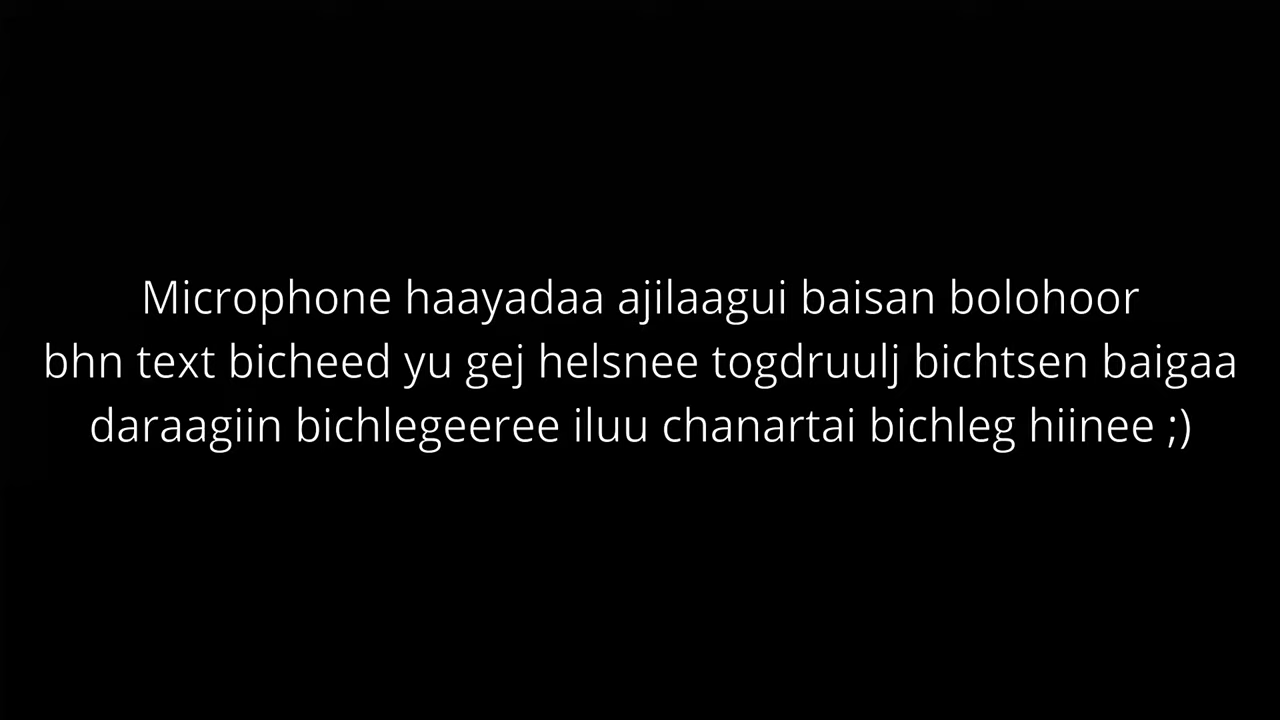 Microphone haayadaa ajilaagui baisan bolohoor
bhn text bicheed yu gej helsnee togdruulj bichtsen baigaa
daraagiin bichlegeeree iluu chanartai bichleg hiinee ;)